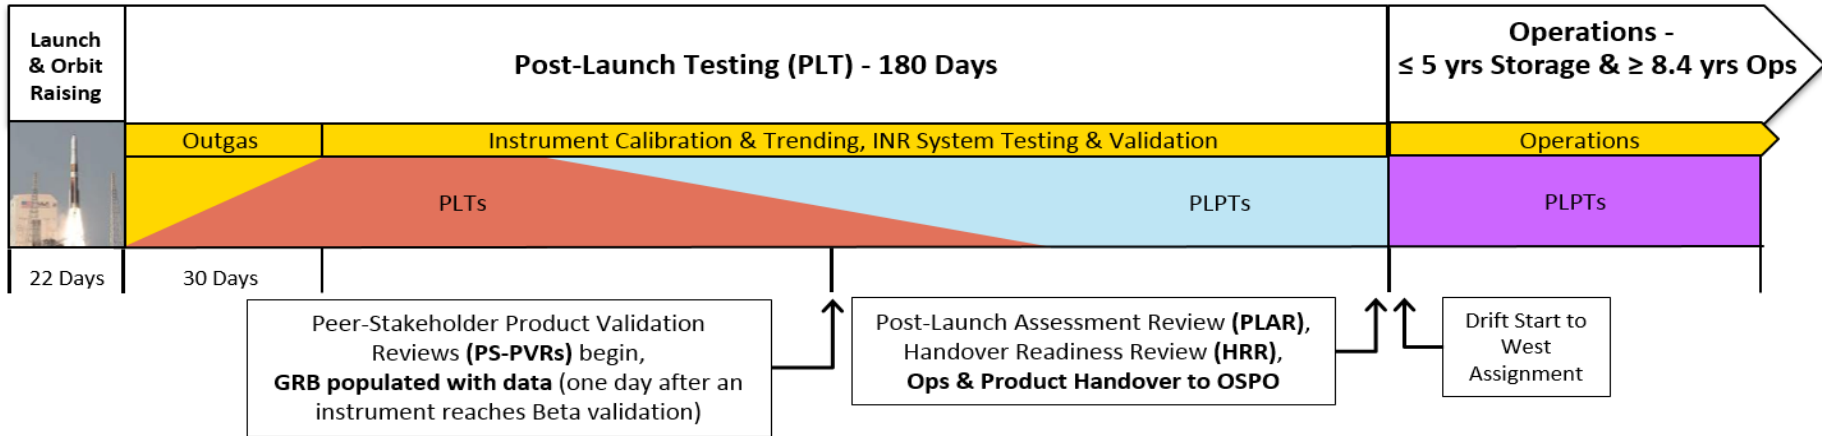 Launch
& Orbit
Raising
Post-Launch Testing (PLT) - 180 Days
Operations -
≤ 5 yrs Storage & ≥ 8.4 yrs Ops
Outgas
Instrument Calibration & Trending, INR System Testing & Validation
Operations
PLTs
PLPTs
PLPTs
22 Days
30 Days
Peer-Stakeholder Product Validation
Reviews (PS-PVRs) begin,
GRB populated with data (one day after an
instrument reaches Beta validation)
Post-Launch Assessment Review (PLAR),
Handover Readiness Review (HRR),
Ops & Product Handover to OSPO
Drift Start to
West
Assignment